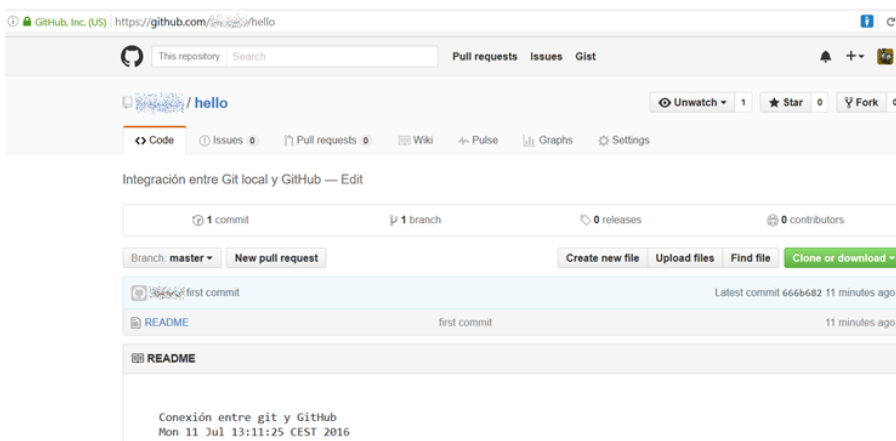 GitHub, Inc. (US) https://github.com/ /hello
This repository Search Pull requests Issues Gist
/ hello Unwatch 1 Star 0 Fork 0
Code Issues 0 Pull requests 0 Wiki Pulse Graphs Settings
Integración entre Git local y GitHub — Edit
1 commit 1 branch 0 releases 0 contributors
Branch: master New pull request Create new file Upload files Find file Clone or download
first commit Latest commit 666b682 11 minutes ago
README first commit 11 minutes ago
README
Conexión entre git y GitHub
Mon 11 Jul 13:11:25 CEST 2016